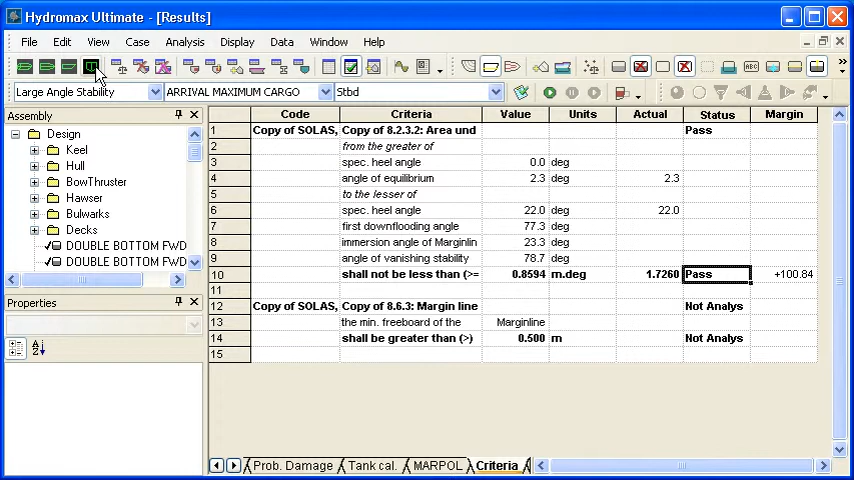 Hydromax Ultimate - [Results]
File Edit View Case Analysis Display Data Window Help
Large Angle Stability ARRIVAL MAXIMUM CARGO Stbd
Assembly
Design
Keel
Hull
BowThruster
Hawser
Bulwarks
Decks
DOUBLE BOTTOM FWD
DOUBLE BOTTOM FWD
Properties
Code Criteria Value Units Actual Status Margin
1 Copy of SOLAS, Copy of 8.2.3.2: Area und Pass
2 from the greater of
3 spec. heel angle 0.0 deg
4 angle of equilibrium 2.3 deg 2.3
5 to the lesser of
6 spec. heel angle 22.0 deg 22.0
7 first downflooding angle 77.3 deg
8 immersion angle of Marginlin 23.3 deg
9 angle of vanishing stability 78.7 deg
10 shall not be less than (>= 0.8594 m.deg 1.7260 Pass +100.84
11
12 Copy of SOLAS, Copy of 8.6.3: Margin line Not Analys
13 the min. freeboard of the Marginline
14 shall be greater than (>) 0.500 m Not Analys
15
Prob. Damage Tank cal. MARPOL Criteria